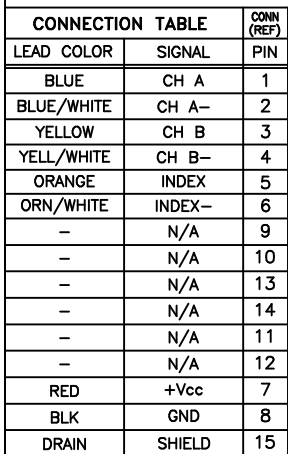 CONNECTION TABLE CONN (REF)
LEAD COLOR SIGNAL PIN
BLUE CH A 1
BLUE/WHITE CH A– 2
YELLOW CH B 3
YELL/WHITE CH B– 4
ORANGE INDEX 5
ORN/WHITE INDEX– 6
– N/A 9
– N/A 10
– N/A 13
– N/A 14
– N/A 11
– N/A 12
RED +Vcc 7
BLK GND 8
DRAIN SHIELD 15